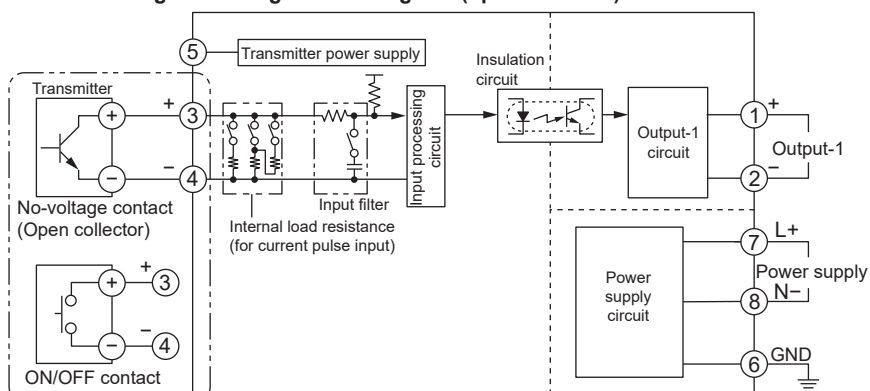 5
Transmitter power supply
Transmitter
+
+
3
−
−
4
No-voltage contact
(Open collector)
Internal load resistance
(for current pulse input)
Input filter
Input processing
circuit
Insulation
circuit
Output-1
circuit
1
+
Output-1
2
−
+
+
3
−
−
4
ON/OFF contact
Power
supply
circuit
7
L+
Power supply
8
N−
6
GND